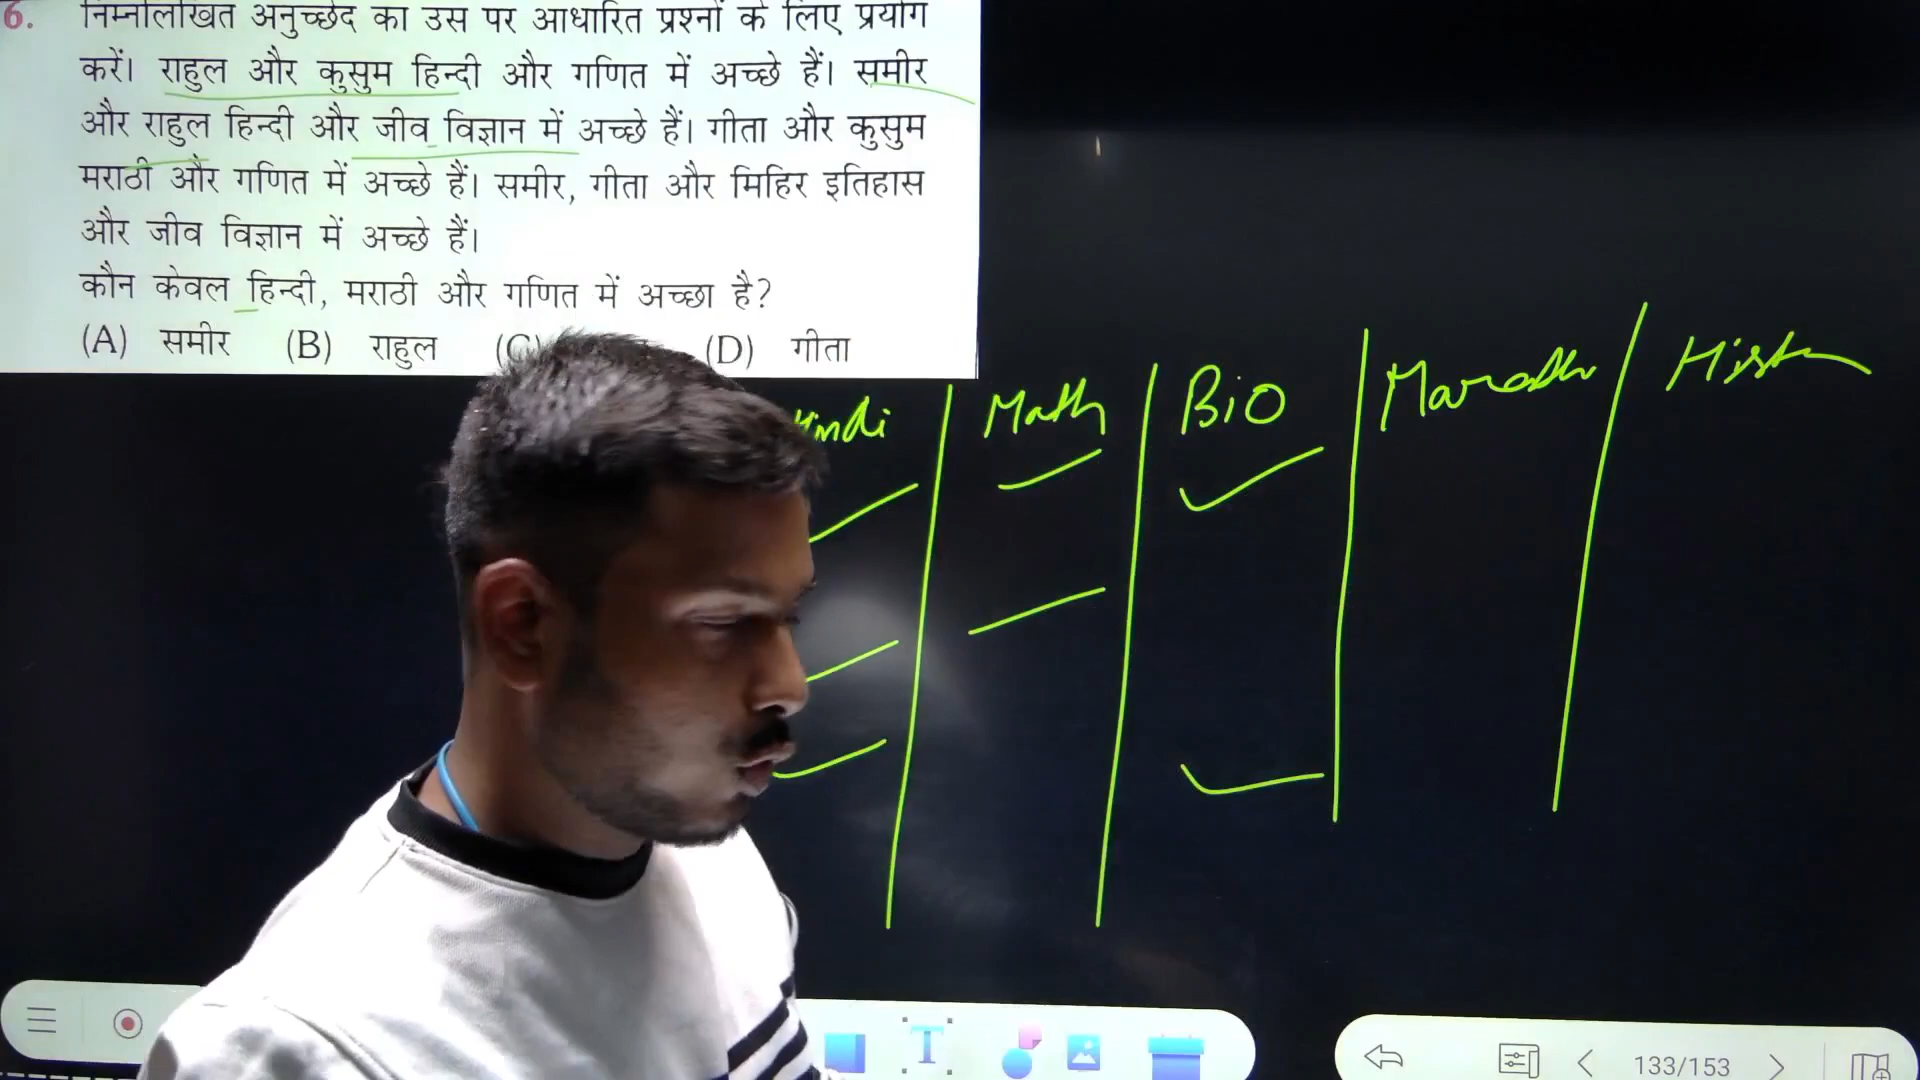 6. निम्नलिखित अनुच्छेद का उस पर आधारित प्रश्नों के लिए प्रयोग
करें। राहुल और कुसुम हिन्दी और गणित में अच्छे हैं। समीर
और राहुल हिन्दी और जीव विज्ञान में अच्छे हैं। गीता और कुसुम
मराठी और गणित में अच्छे हैं। समीर, गीता और मिहिर इतिहास
और जीव विज्ञान में अच्छे हैं।
कौन केवल हिन्दी, मराठी और गणित में अच्छा है?
(A) समीर (B) राहुल (C) (D) गीता
Math BiO
133/153